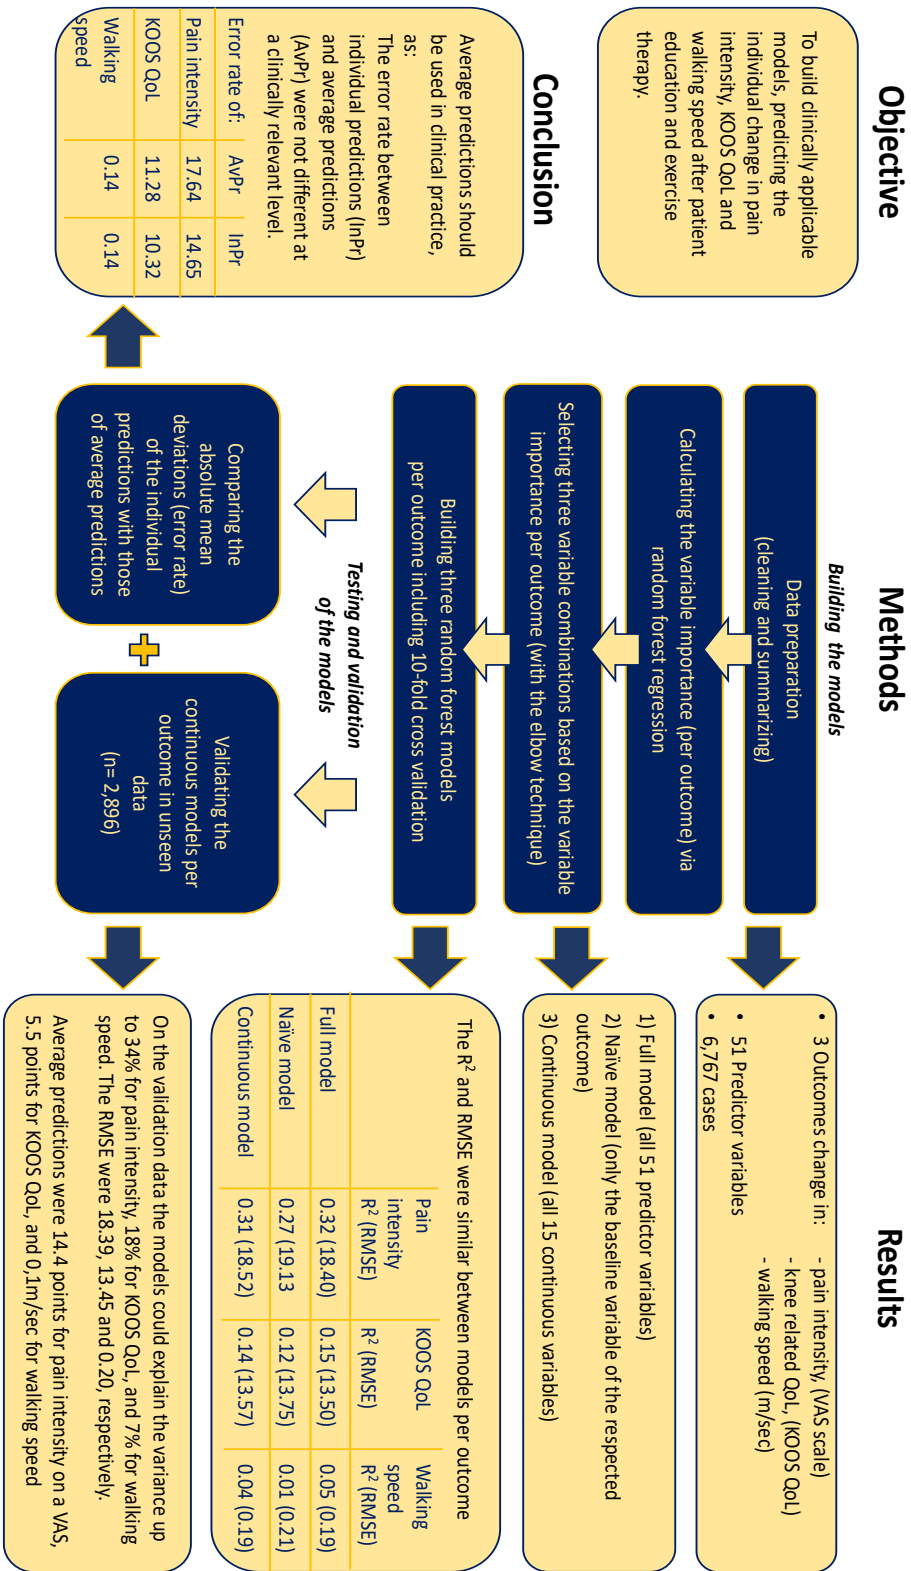 Objective
To build clinically applicable
models, predicting the
individual change in pain
intensity, KOOS QoL and
walking speed after patient
education and exercise
therapy.
Conclusion
Average predictions should
be used in clinical practice,
as:
The error rate between
individual predictions (InPr)
and average predictions
(AvPr) were not different at
a clinically relevant level.
Error rate of: AvPr InPr
Pain intensity 17.64 14.65
KOOS QoL 11.28 10.32
Walking 0.14 0.14
speed
Methods
Building the models
Data preparation
(cleaning and summarizing)
Calculating the variable importance (per outcome) via
random forest regression
Selecting three variable combinations based on the variable
importance per outcome (with the elbow technique)
Building three random forest models
per outcome including 10-fold cross validation
Testing and validation
of the models
Comparing the
absolute mean
deviations (error rate)
of the individual
predictions with those
of average predictions
Validating the
continuous models per
outcome in unseen
data
(n= 2,896)
Results
• 3 Outcomes change in: - pain intensity, (VAS scale)
- knee related QoL, (KOOS QoL)
- walking speed (m/sec)
• 51 Predictor variables
• 6,767 cases
1) Full model (all 51 predictor variables)
2) Naïve model (only the baseline variable of the respected
outcome)
3) Continuous model (all 15 continuous variables)
The R² and RMSE were similar between models per outcome
Pain KOOS QoL Walking
intensity R² (RMSE) speed
R² (RMSE) R² (RMSE)
Full model 0.32 (18.40) 0.15 (13.50) 0.05 (0.19)
Naïve model 0.27 (19.13 0.12 (13.75) 0.01 (0.21)
Continuous model 0.31 (18.52) 0.14 (13.57) 0.04 (0.19)
On the validation data the models could explain the variance up
to 34% for pain intensity, 18% for KOOS QoL, and 7% for walking
speed. The RMSE were 18.39, 13.45 and 0.20, respectively.
Average predictions were 14.4 points for pain intensity on a VAS,
5.5 points for KOOS QoL, and 0,1m/sec for walking speed